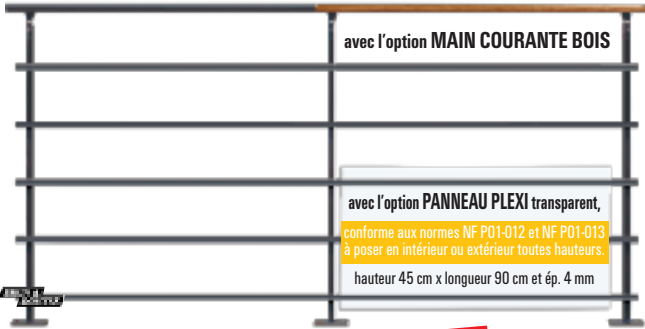 avec l'option MAIN COURANTE BOIS
avec l'option PANNEAU PLEXI transparent,
conforme aux normes NF P01-012 et NF P01-013
à poser en intérieur ou extérieur toutes hauteurs.
hauteur 45 cm x longueur 90 cm et ép. 4 mm